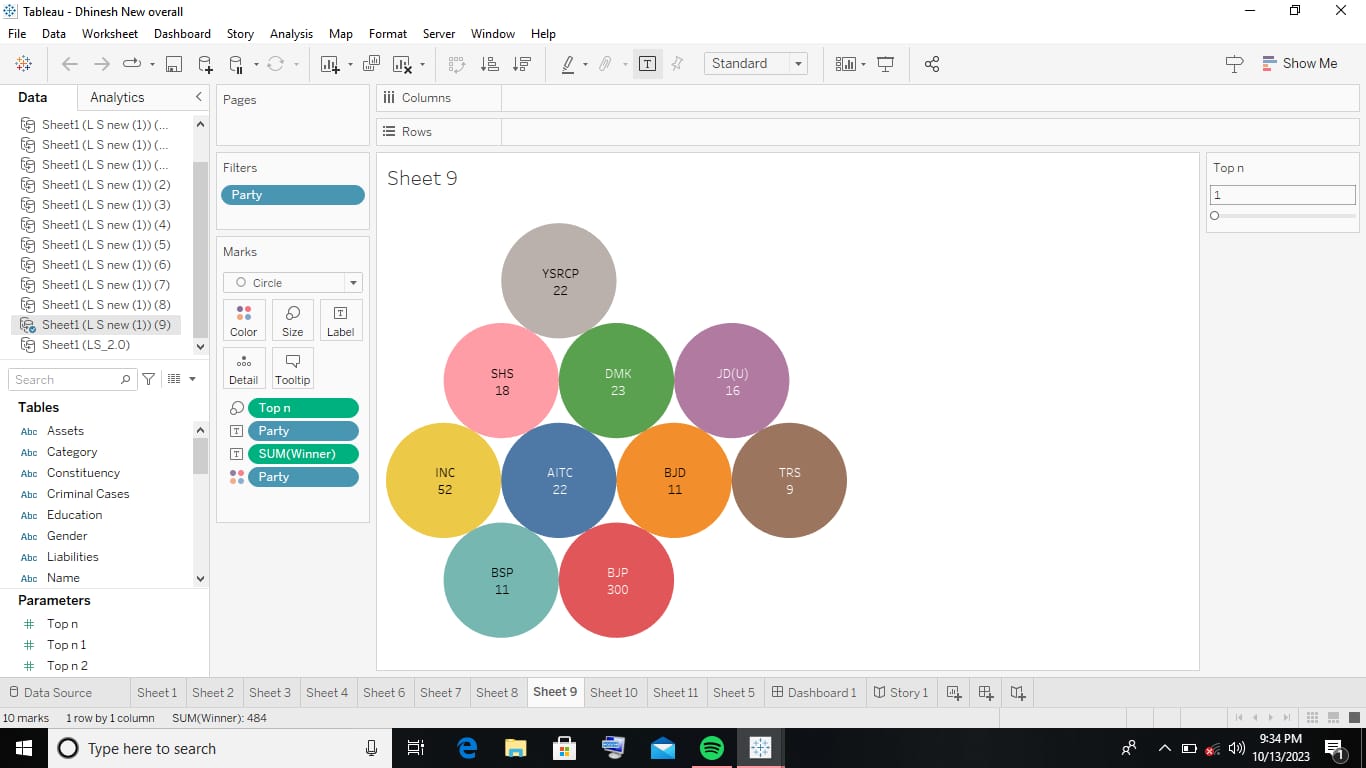 Tableau - Dhinesh New overall
File Data Worksheet Dashboard Story Analysis Map Format Server Window Help
Standard
Show Me
Data
Analytics
Sheet1 (L S new (1)) (...
Sheet1 (L S new (1)) (...
Sheet1 (L S new (1)) (...
Sheet1 (L S new (1)) (2)
Sheet1 (L S new (1)) (3)
Sheet1 (L S new (1)) (4)
Sheet1 (L S new (1)) (5)
Sheet1 (L S new (1)) (6)
Sheet1 (L S new (1)) (7)
Sheet1 (L S new (1)) (8)
Sheet1 (L S new (1)) (9)
Sheet1 (LS_2.0)
Search
Tables
Abc Assets
Abc Category
Abc Constituency
Abc Criminal Cases
Abc Education
Abc Gender
Abc Liabilities
Abc Name
Parameters
# Top n
# Top n 1
# Top n 2
Pages
Filters
Party
Marks
Circle
Color Size T Label
Detail Tooltip
Top n
T Party
T SUM(Winner)
Party
Columns
Rows
Sheet 9
YSRCP
22
SHS
18
DMK
23
JD(U)
16
INC
52
AITC
22
BJD
11
TRS
9
BSP
11
BJP
300
Top n
1
Data Source Sheet 1 Sheet 2 Sheet 3 Sheet 4 Sheet 6 Sheet 7 Sheet 8 Sheet 9 Sheet 10 Sheet 11 Sheet 5 Dashboard 1 Story 1
10 marks 1 row by 1 column SUM(Winner): 484
Type here to search
9:34 PM
10/13/2023
1